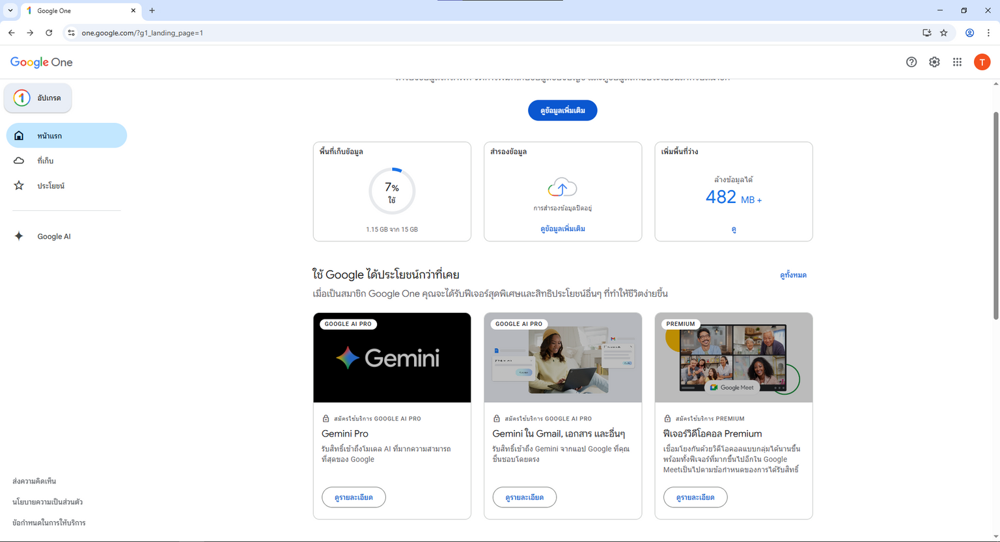 Google One
one.google.com/?g1_landing_page=1
Google One
T
อัปเกรด
หน้าแรก
ที่เก็บ
ประโยชน์
Google AI
ส่งความคิดเห็น
นโยบายความเป็นส่วนตัว
ข้อกำหนดในการให้บริการ
ดูข้อมูลเพิ่มเติม
พื้นที่เก็บข้อมูล
7%
ใช้
1.15 GB จาก 15 GB
สำรองข้อมูล
การสำรองข้อมูลปิดอยู่
ดูข้อมูลเพิ่มเติม
เพิ่มพื้นที่ว่าง
ล้างข้อมูลได้
482 MB +
ดู
ใช้ Google ได้ประโยชน์กว่าที่เคย
ดูทั้งหมด
เมื่อเป็นสมาชิก Google One คุณจะได้รับฟีเจอร์สุดพิเศษและสิทธิประโยชน์อื่นๆ ที่ทำให้ชีวิตง่ายขึ้น
GOOGLE AI PRO
Gemini
สมัครใช้บริการ GOOGLE AI PRO
Gemini Pro
รับสิทธิ์เข้าถึงโมเดล AI ที่มากความสามารถ
ที่สุดของ Google
ดูรายละเอียด
GOOGLE AI PRO
สมัครใช้บริการ GOOGLE AI PRO
Gemini ใน Gmail, เอกสาร และอื่นๆ
รับสิทธิ์เข้าถึง Gemini จากแอป Google ที่คุณ
ชื่นชอบโดยตรง
ดูรายละเอียด
PREMIUM
Google Meet
สมัครใช้บริการ PREMIUM
ฟีเจอร์วิดีโอคอล Premium
เชื่อมโยงกันด้วยวิดีโอคอลแบบกลุ่มได้นานขึ้น
พร้อมทั้งฟีเจอร์ที่มากขึ้นไปอีกใน Google
Meetเป็นไปตามข้อกำหนดของการได้รับสิทธิ์
ดูรายละเอียด